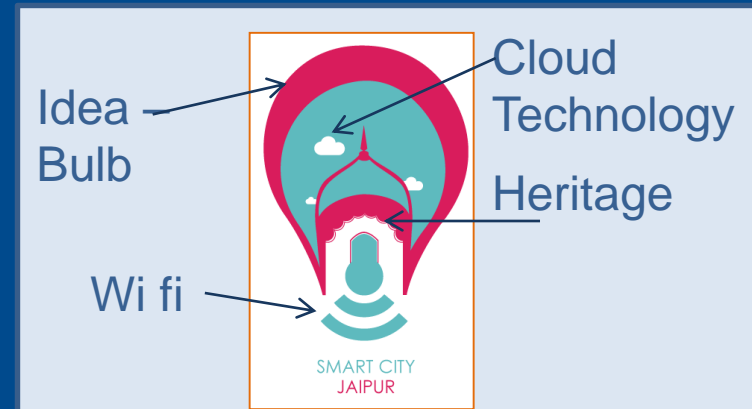 Idea
Bulb
Cloud
Technology
Heritage
Wi fi
SMART CITY
JAIPUR